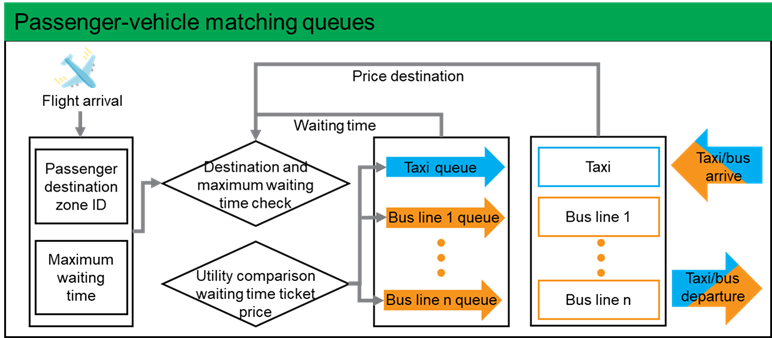 Passenger-vehicle matching queues
Flight arrival
Price destination
Waiting time
Passenger
destination
zone ID
Maximum
waiting
time
Destination and
maximum waiting
time check
Utility comparison
waiting time ticket
price
Taxi queue
Bus line 1 queue
Bus line n queue
Taxi
Bus line 1
Bus line n
Taxi/bus
arrive
Taxi/bus
departure